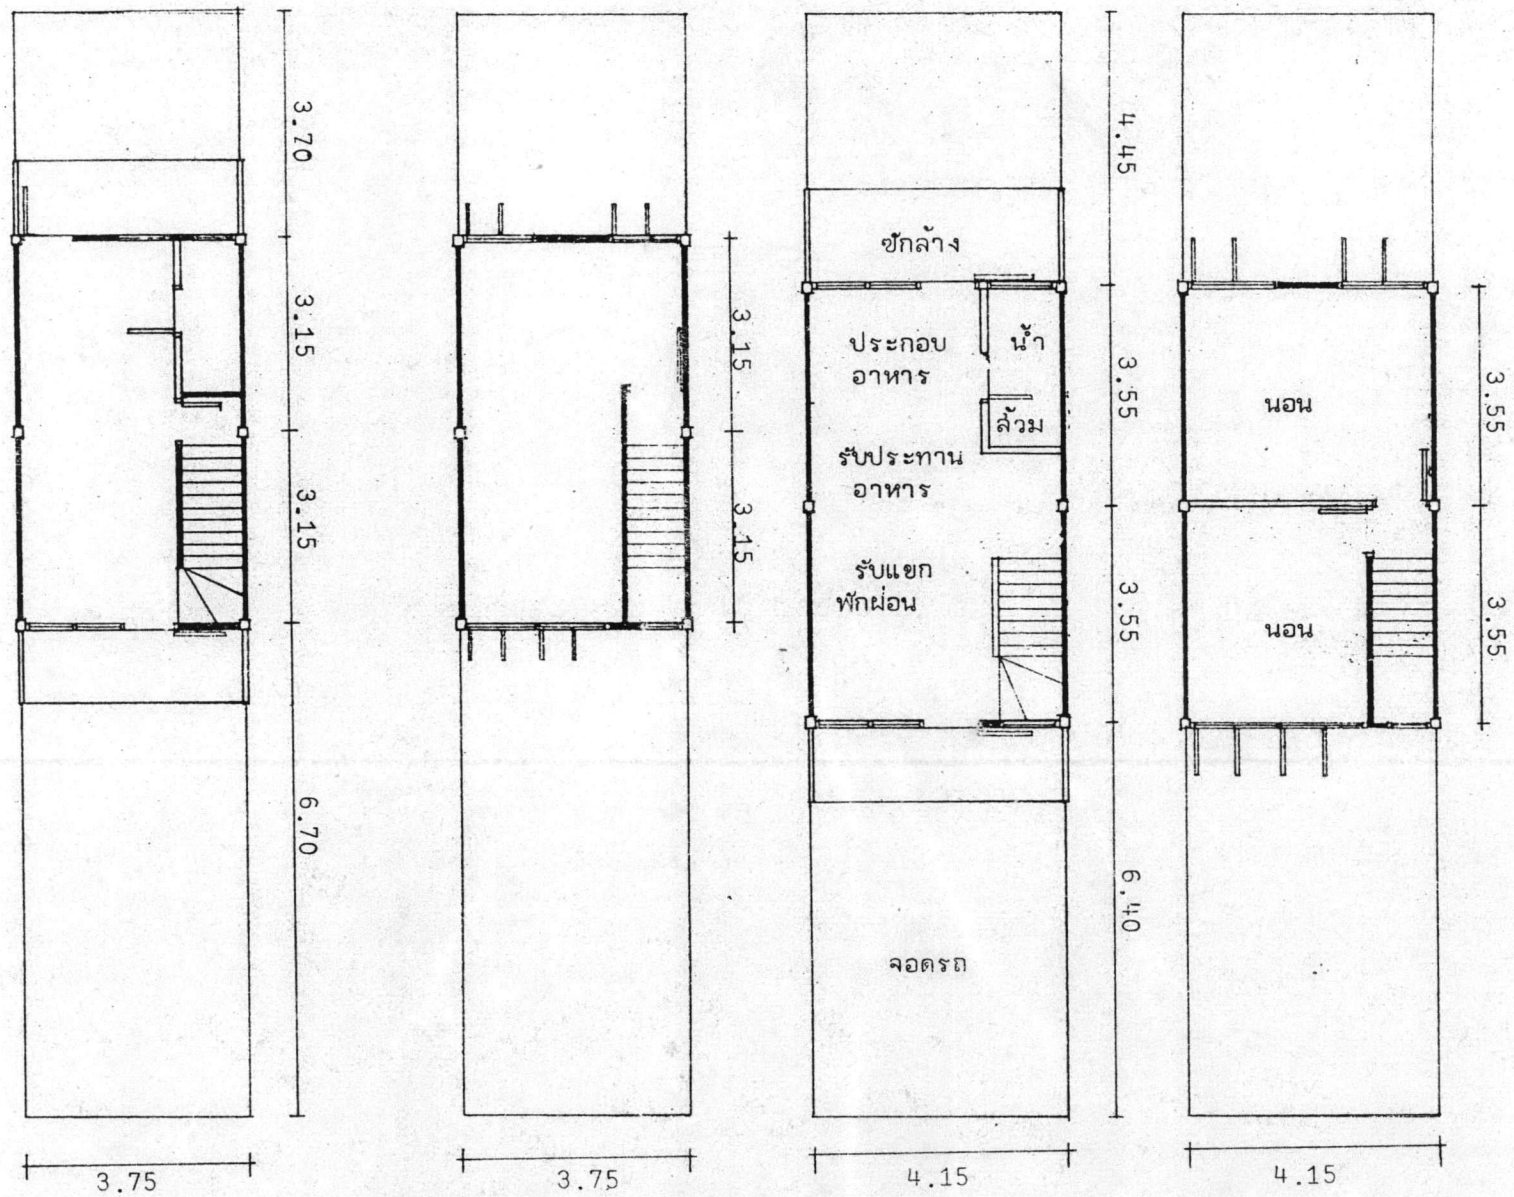 3.70
3.15
3.15
6.70
3.75
3.15
3.15
3.75
ซักล้าง
ประกอบ
อาหาร
น้ำ
ส้วม
รับประทาน
อาหาร
รับแขก
พักผ่อน
จอดรถ
4.45
3.55
3.55
6.40
4.15
นอน
นอน
3.55
3.55
4.15